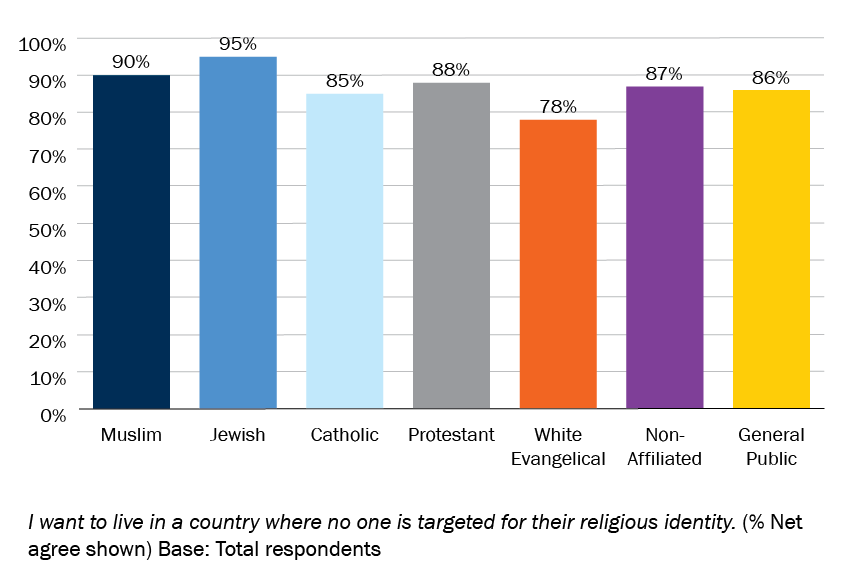 100%
90%
80%
70%
60%
50%
40%
30%
20%
10%
0%
90%
95%
85%
88%
78%
87%
86%
Muslim
Jewish
Catholic
Protestant
White
Evangelical
Non-
Affiliated
General
Public
I want to live in a country where no one is targeted for their religious identity. (% Net
agree shown) Base: Total respondents